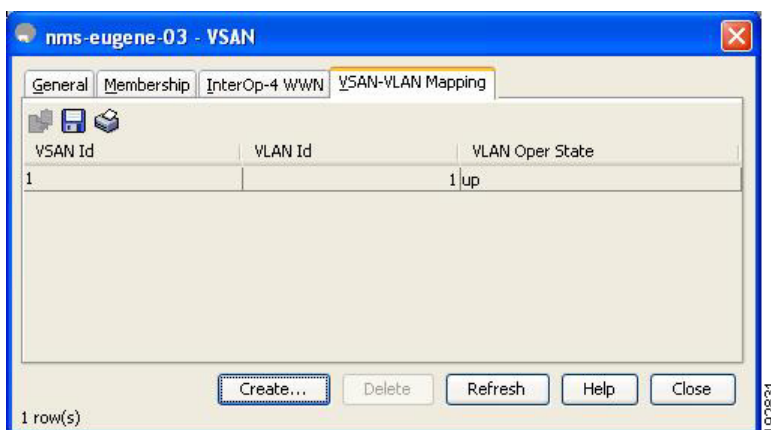 nms-eugene-03 - VSAN
General Membership InterOp-4 WWN VSAN-VLAN Mapping
VSAN Id VLAN Id VLAN Oper State
1 1 up
Create... Delete Refresh Help Close
1 row(s)
192831